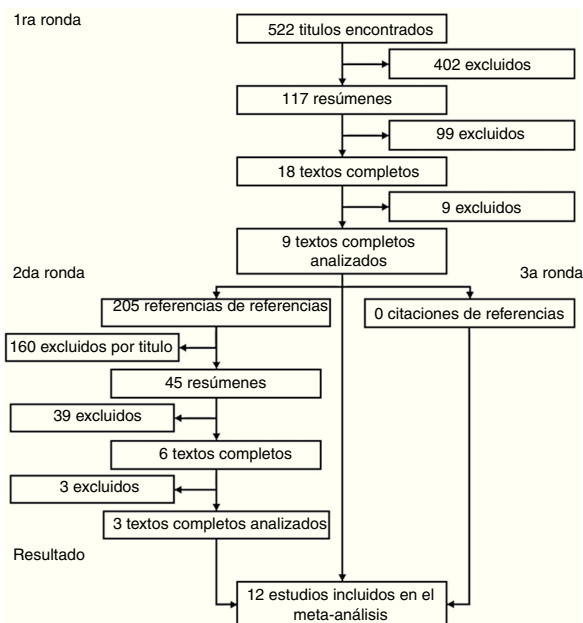 1ra ronda
522 titulos encontrados
402 excluidos
117 resúmenes
99 excluidos
18 textos completos
9 excluidos
9 textos completos
analizados
2da ronda
3a ronda
205 referencias de referencias
0 citaciones de referencias
160 excluidos por titulo
45 resúmenes
39 excluidos
6 textos completos
3 excluidos
3 textos completos analizados
Resultado
12 estudios incluidos en el
meta-análisis